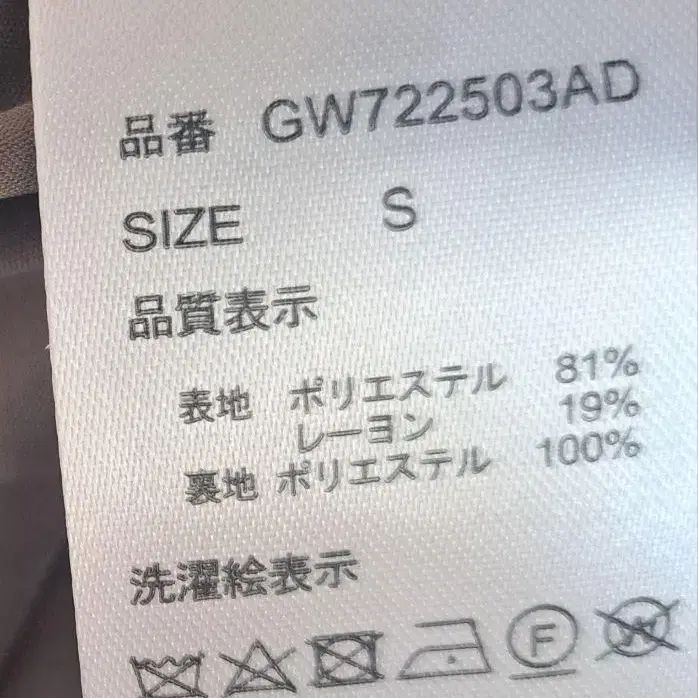 品番 GW722503AD
SIZE S
品質表示
表地 ポリエステル 81%
レーヨン 19%
裏地 ポリエステル 100%
洗濯絵表示
F
W